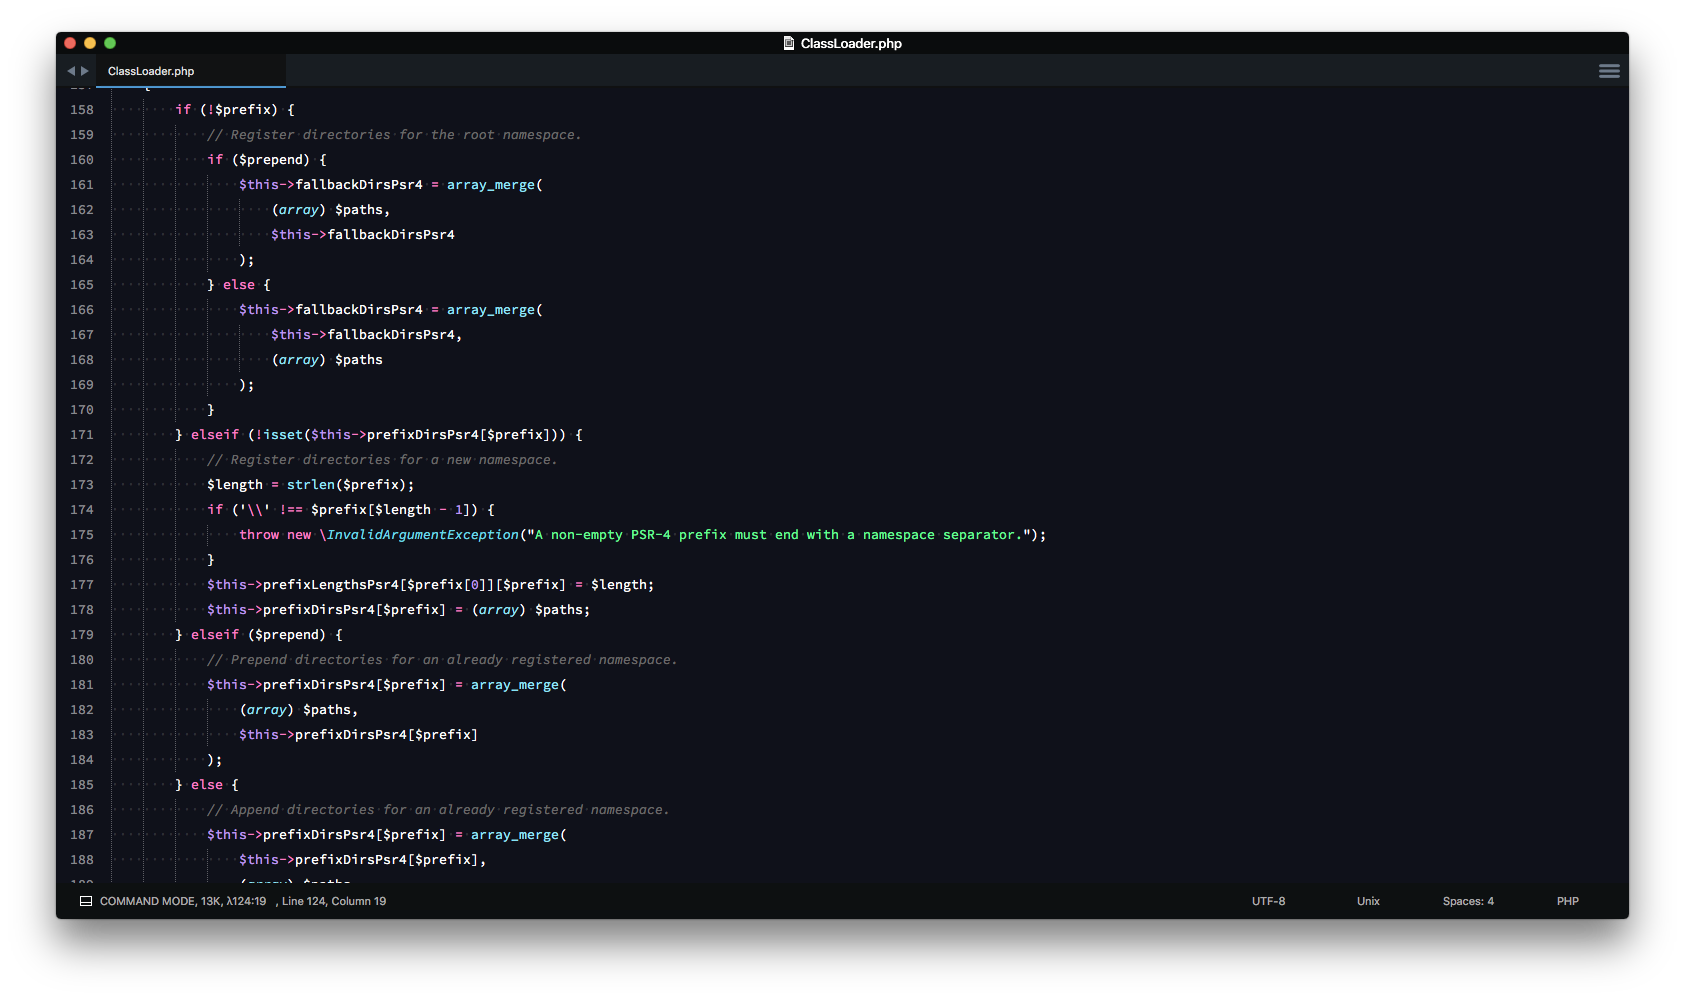 ClassLoader.php
ClassLoader.php
158 if (!$prefix) {
159 // Register directories for the root namespace.
160 if ($prepend) {
161 $this->fallbackDirsPsr4 = array_merge(
162 (array) $paths,
163 $this->fallbackDirsPsr4
164 );
165 } else {
166 $this->fallbackDirsPsr4 = array_merge(
167 $this->fallbackDirsPsr4,
168 (array) $paths
169 );
170 }
171 } elseif (!isset($this->prefixDirsPsr4[$prefix])) {
172 // Register directories for a new namespace.
173 $length = strlen($prefix);
174 if ('\\' !== $prefix[$length - 1]) {
175 throw new \InvalidArgumentException("A non-empty PSR-4 prefix must end with a namespace separator.");
176 }
177 $this->prefixLengthsPsr4[$prefix[0]][$prefix] = $length;
178 $this->prefixDirsPsr4[$prefix] = (array) $paths;
179 } elseif ($prepend) {
180 // Prepend directories for an already registered namespace.
181 $this->prefixDirsPsr4[$prefix] = array_merge(
182 (array) $paths,
183 $this->prefixDirsPsr4[$prefix]
184 );
185 } else {
186 // Append directories for an already registered namespace.
187 $this->prefixDirsPsr4[$prefix] = array_merge(
188 $this->prefixDirsPsr4[$prefix],
COMMAND MODE, 13K, λ124:19 , Line 124, Column 19 UTF-8 Unix Spaces: 4 PHP